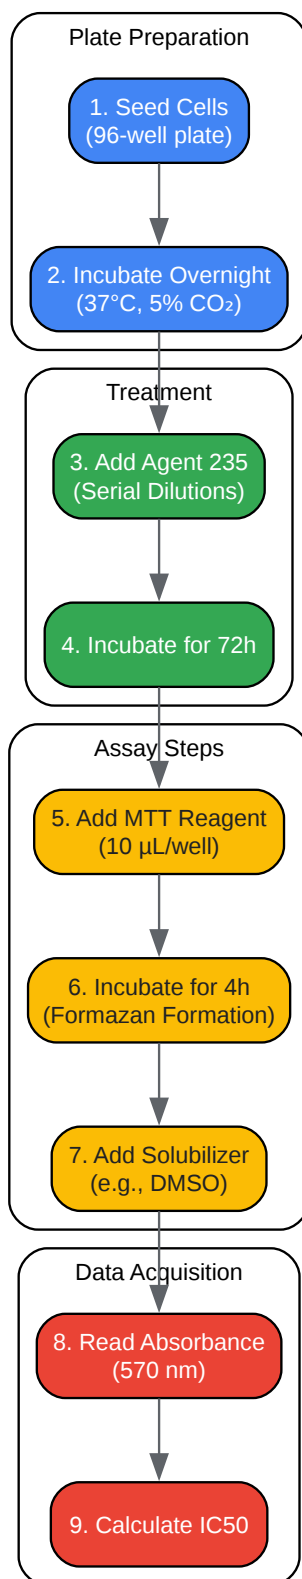 Plate Preparation
1. Seed Cells
(96-well plate)
2. Incubate Overnight
(37°C, 5% CO₂)
Treatment
3. Add Agent 235
(Serial Dilutions)
4. Incubate for 72h
Assay Steps
5. Add MTT Reagent
(10 µL/well)
6. Incubate for 4h
(Formazan Formation)
7. Add Solubilizer
(e.g., DMSO)
Data Acquisition
8. Read Absorbance
(570 nm)
9. Calculate IC50